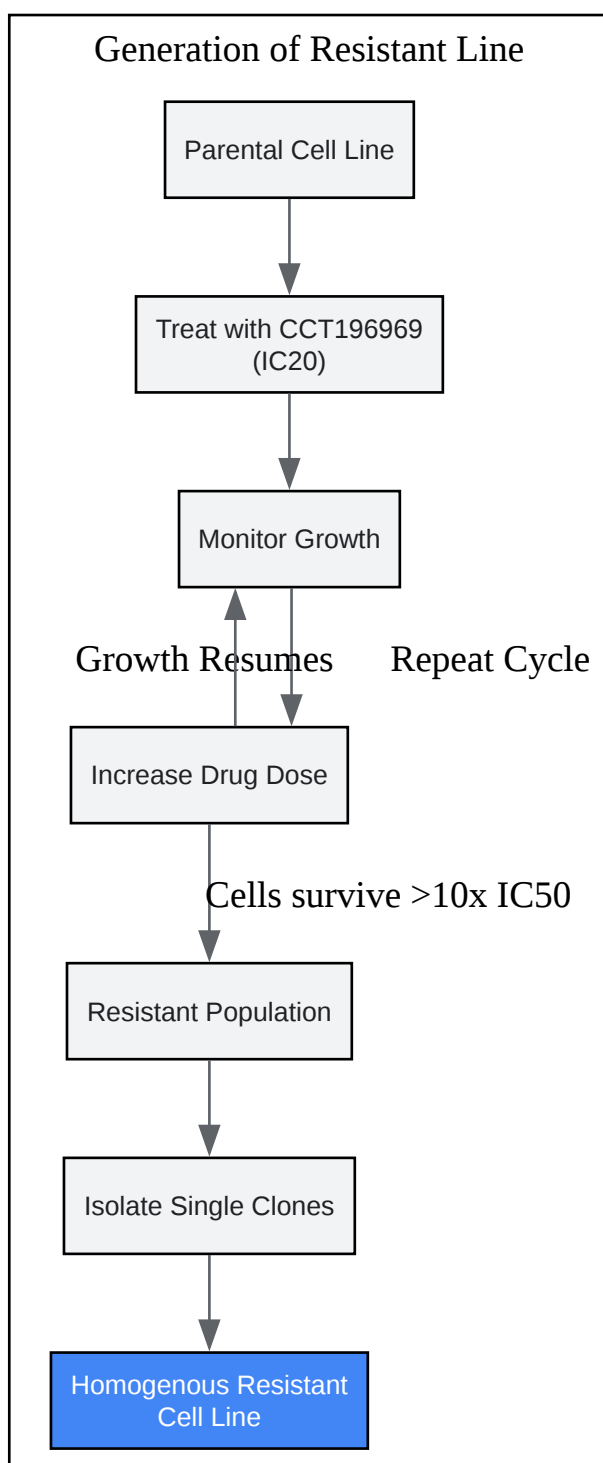 Generation of Resistant Line
Parental Cell Line
Treat with CCT196969
(IC20)
Monitor Growth
Growth Resumes
Repeat Cycle
Increase Drug Dose
Cells survive >10x IC50
Resistant Population
Isolate Single Clones
Homogenous Resistant
Cell Line